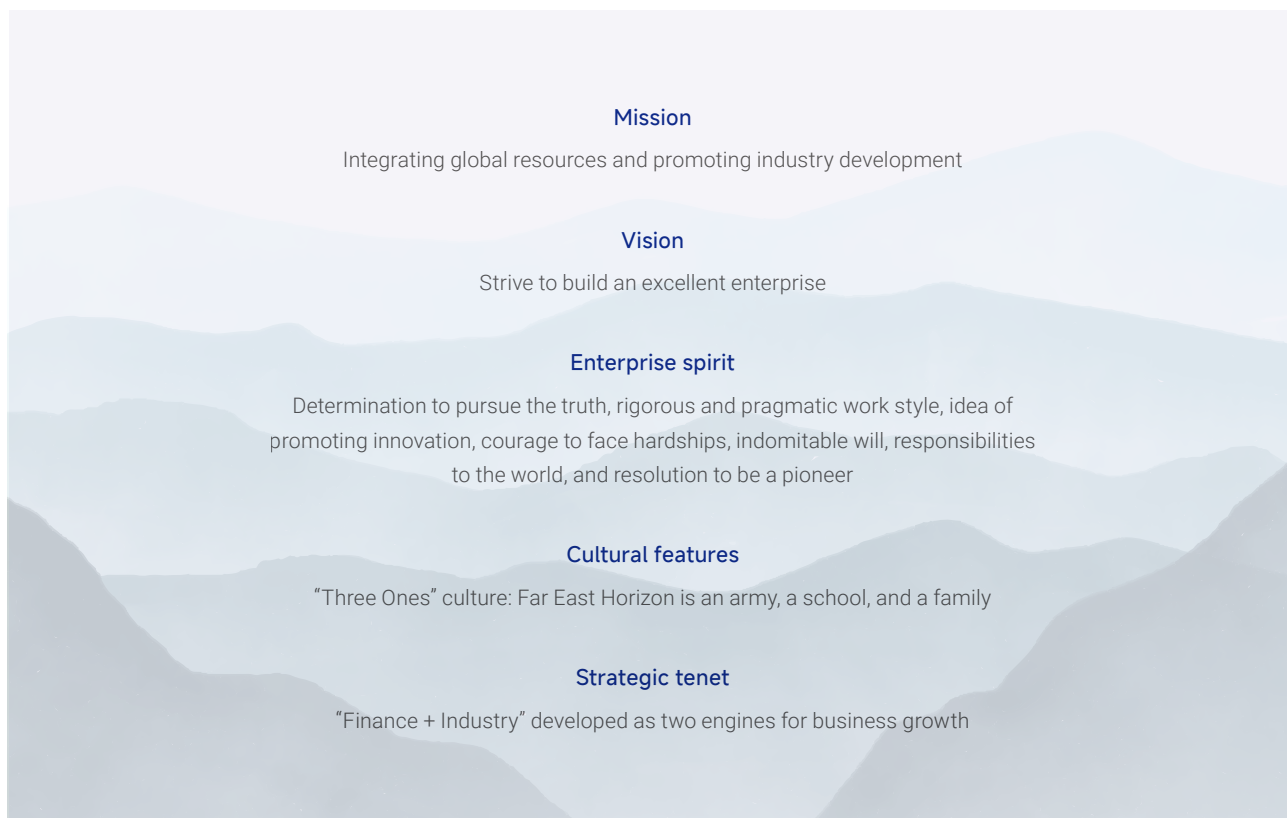 Mission
Integrating global resources and promoting industry development
Vision
Strive to build an excellent enterprise
Enterprise spirit
Determination to pursue the truth, rigorous and pragmatic work style, idea of
promoting innovation, courage to face hardships, indomitable will, responsibilities
to the world, and resolution to be a pioneer
Cultural features
“Three Ones” culture: Far East Horizon is an army, a school, and a family
Strategic tenet
“Finance + Industry” developed as two engines for business growth